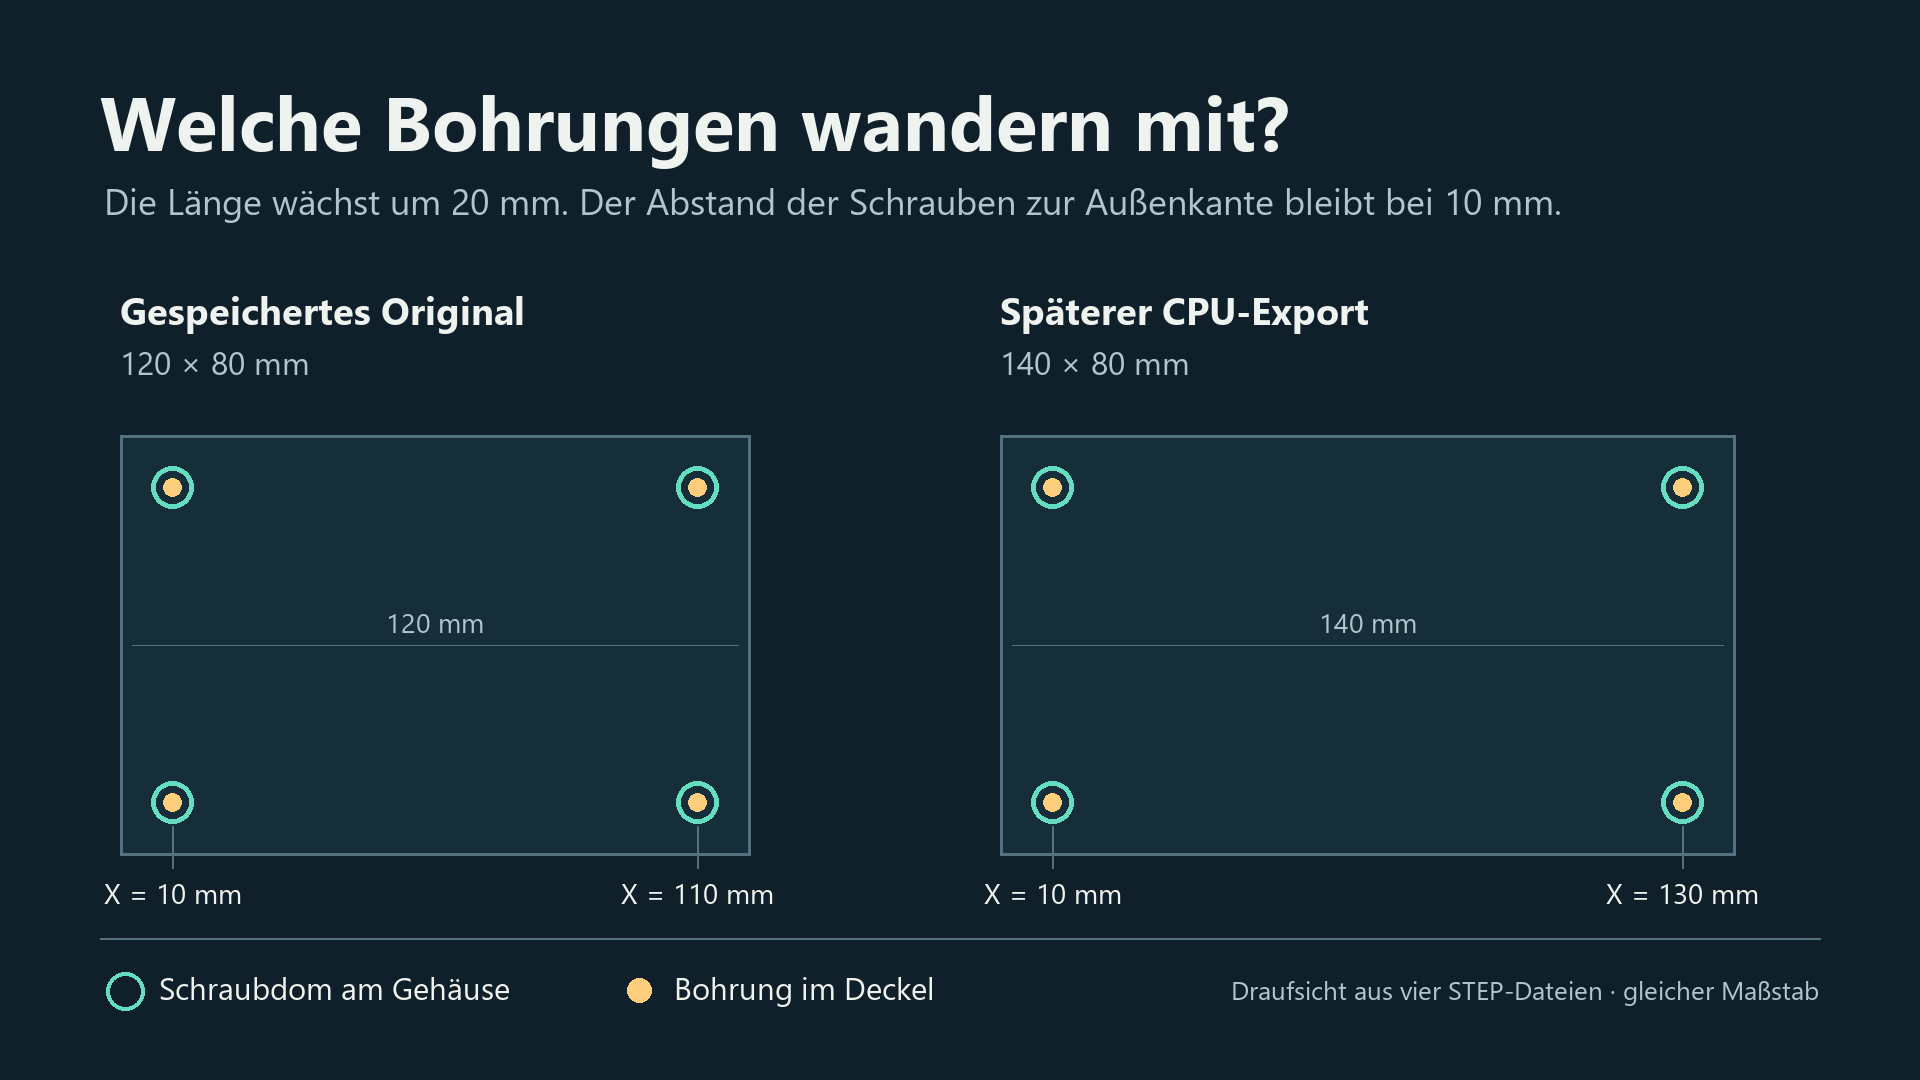 Welche Bohrungen wandern mit?
Die Länge wächst um 20 mm. Der Abstand der Schrauben zur Außenkante bleibt bei 10 mm.
Gespeichertes Original
120 × 80 mm
120 mm
X = 10 mm
X = 110 mm
Späterer CPU-Export
140 × 80 mm
140 mm
X = 10 mm
X = 130 mm
Schraubdom am Gehäuse
Bohrung im Deckel
Draufsicht aus vier STEP-Dateien · gleicher Maßstab